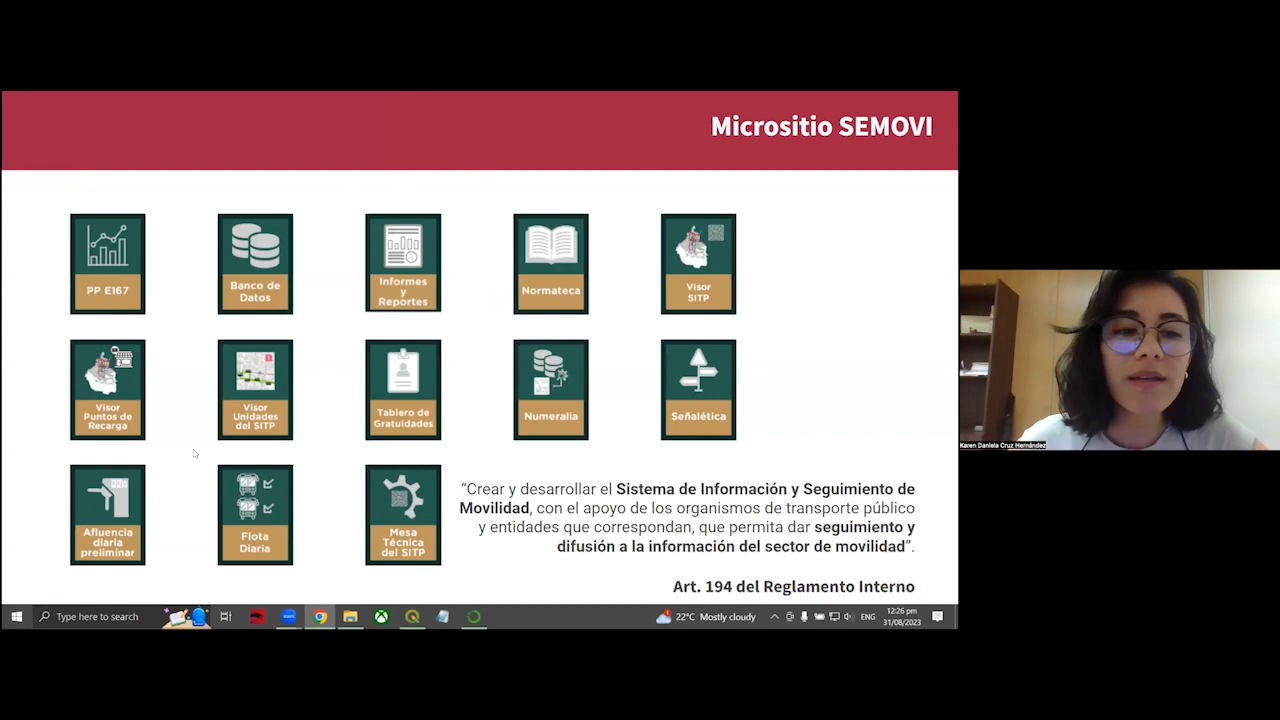 Micrositio SEMOVI
PP E167
Banco de
Datos
Informes
y
Reportes
Normateca
Visor
SITP
Visor
Puntos de
Recarga
Visor
Unidades
del SITP
Tablero de
Gratuidades
Numeralia
Señalética
Afluencia
diaria
preliminar
Flota
Diaria
Mesa
Técnica
del SITP
“Crear y desarrollar el Sistema de Información y Seguimiento de
Movilidad, con el apoyo de los organismos de transporte público
y entidades que correspondan, que permita dar seguimiento y
difusión a la información del sector de movilidad”.
Art. 194 del Reglamento Interno
Type here to search
22°C Mostly cloudy
ENG
12:26 pm
31/08/2023
Karen Daniela Cruz Hernández